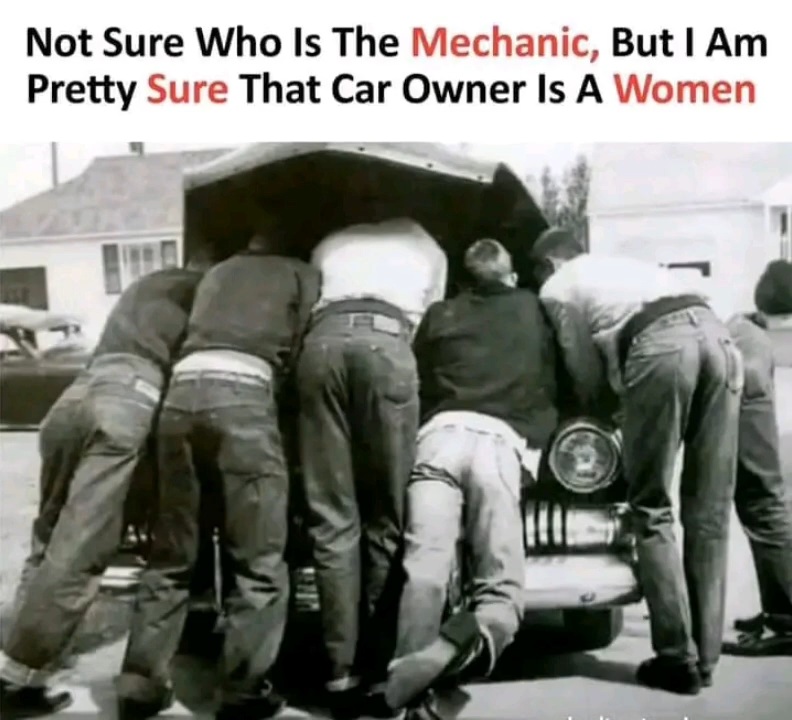 Not Sure Who Is The Mechanic, But I Am
Pretty Sure That Car Owner Is A Women